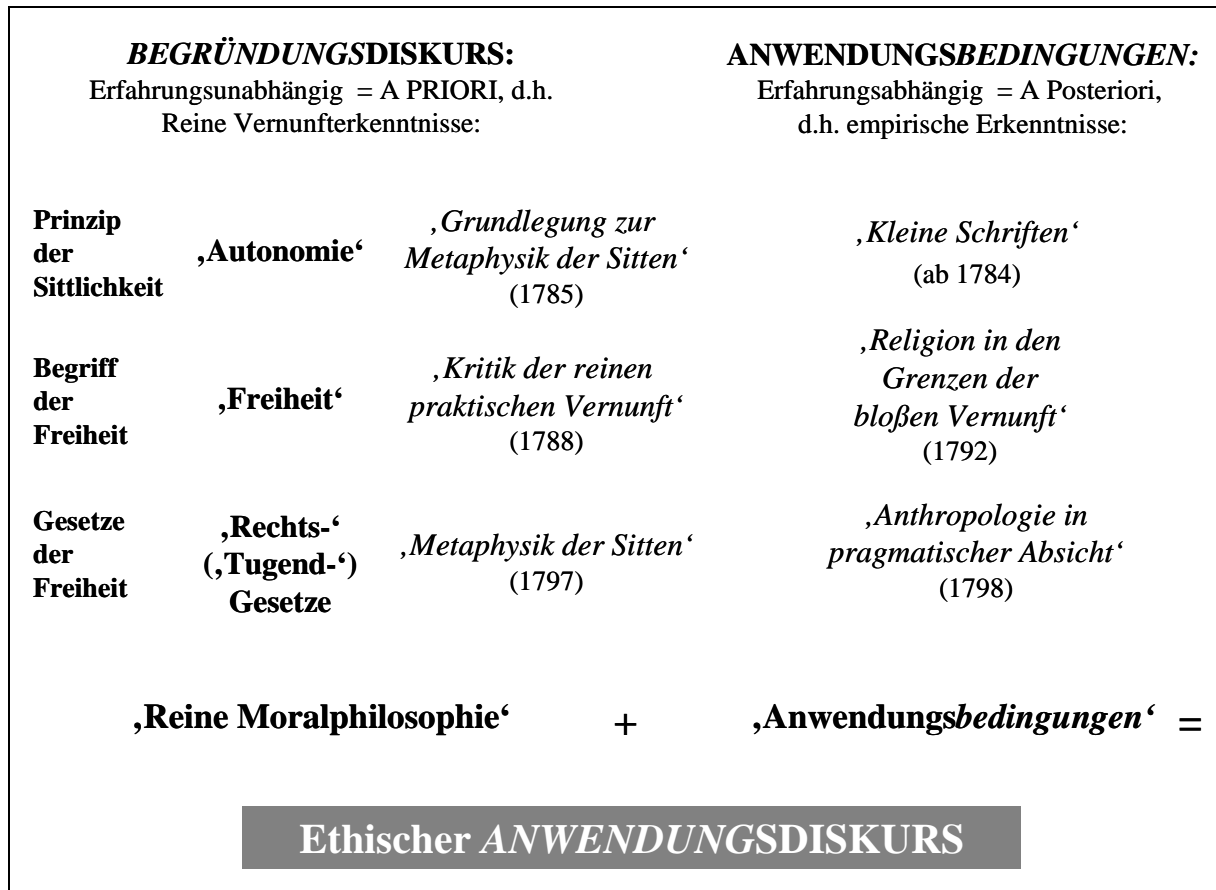 BEGRÜNDUNGSDISKURS:
Erfahrungsunabhängig = A PRIORI, d.h.
Reine Vernunfterkenntnisse:
ANWENDUNGSBEDINGUNGEN:
Erfahrungsabhängig = A Posteriori,
d.h. empirische Erkenntnisse:
Prinzip
der
Sittlichkeit
‚Autonomie‘
‚Grundlegung zur
Metaphysik der Sitten‘
(1785)
‚Kleine Schriften‘
(ab 1784)
Begriff
der
Freiheit
‚Freiheit‘
‚Kritik der reinen
praktischen Vernunft‘
(1788)
‚Religion in den
Grenzen der
bloßen Vernunft‘
(1792)
Gesetze
der
Freiheit
‚Rechts-‘
(‚Tugend-‘)
Gesetze
‚Metaphysik der Sitten‘
(1797)
‚Anthropologie in
pragmatischer Absicht‘
(1798)
‚Reine Moralphilosophie‘ + ‚Anwendungsbedingungen‘ =
Ethischer ANWENDUNGSDISKURS